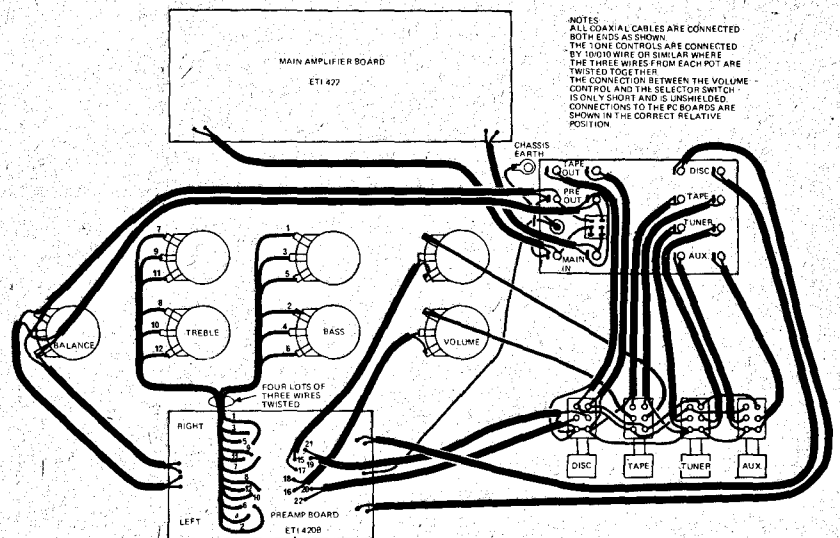 NOTES
ALL COAXIAL CABLES ARE CONNECTED
BOTH ENDS AS SHOWN.
THE TONE CONTROLS ARE CONNECTED
BY 10/010 WIRE OR SIMILAR WHERE
THE THREE WIRES FROM EACH POT ARE
TWISTED TOGETHER
THE CONNECTION BETWEEN THE VOLUME
CONTROL AND THE SELECTOR SWITCH
IS ONLY SHORT AND IS UNSHIELDED.
CONNECTIONS TO THE PC BOARDS ARE
SHOWN IN THE CORRECT RELATIVE
POSITION.
MAIN AMPLIFIER BOARD
ETI 422
CHASSIS
EARTH
TAPE
OUT
PRE
OUT
MAIN
IN
DISC
TAPE
TUNER
AUX.
7
9
11
8
10
12
TREBLE
1
3
5
2
4
6
BASS
VOLUME
BALANCE
FOUR LOTS OF
THREE WIRES
TWISTED
RIGHT
LEFT
21
15
19
17
18
16
20
22
10
PREAMP BOARD
ETI 420B
DISC
TAPE
TUNER
AUX.